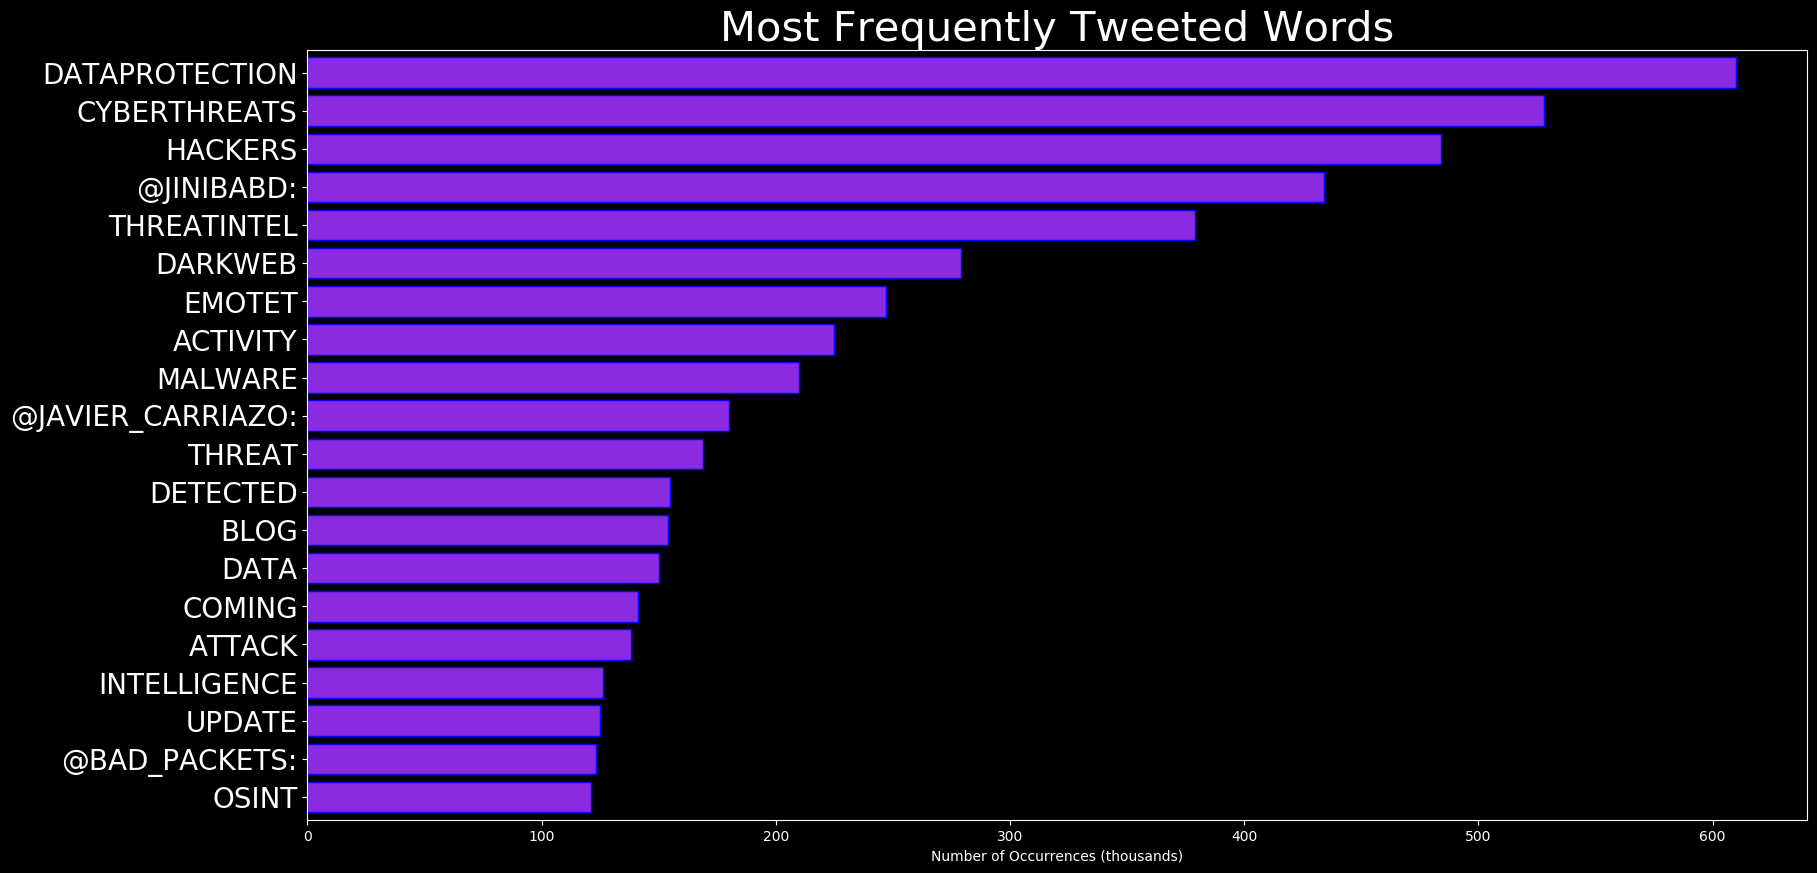 Most Frequently Tweeted Words
DATAPROTECTION
CYBERTHREATS
HACKERS
@JINIBABD:
THREATINTEL
DARKWEB
EMOTET
ACTIVITY
MALWARE
@JAVIER_CARRIAZO:
THREAT
DETECTED
BLOG
DATA
COMING
ATTACK
INTELLIGENCE
UPDATE
@BAD_PACKETS:
OSINT
0 100 200 300 400 500 600
Number of Occurrences (thousands)